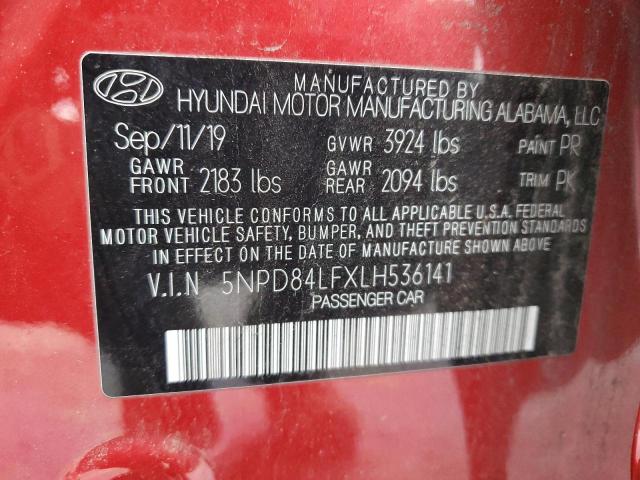 MANUFACTURED BY
HYUNDAI MOTOR MANUFACTURING ALABAMA, LLC
Sep/11/19 GVWR 3924 lbs PAINT PR
GAWR FRONT 2183 lbs GAWR REAR 2094 lbs TRIM PK
THIS VEHICLE CONFORMS TO ALL APPLICABLE U.S.A. FEDERAL
MOTOR VEHICLE SAFETY, BUMPER, AND THEFT PREVENTION STANDARDS
IN EFFECT ON THE DATE OF MANUFACTURE SHOWN ABOVE.
V.I.N 5NPD84LFXLH536141
PASSENGER CAR